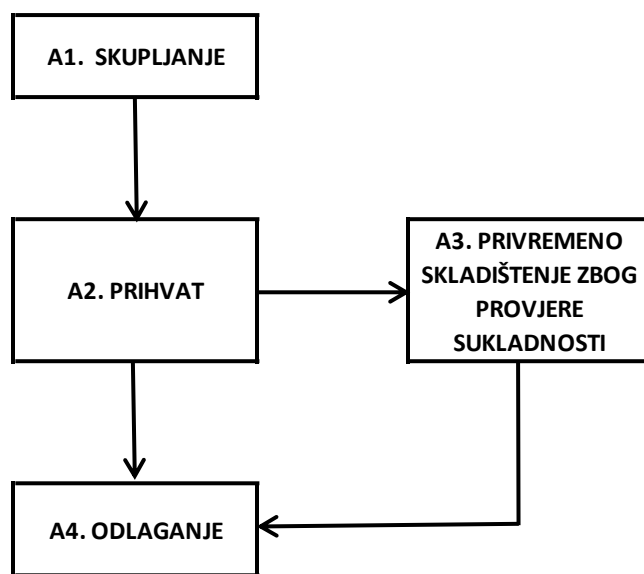 A1. SKUPLJANJE
A2. PRIHVAT
A3. PRIVREMENO
SKLADIŠTENJE ZBOG
PROVJERE
SUKLADNOSTI
A4. ODLAGANJE